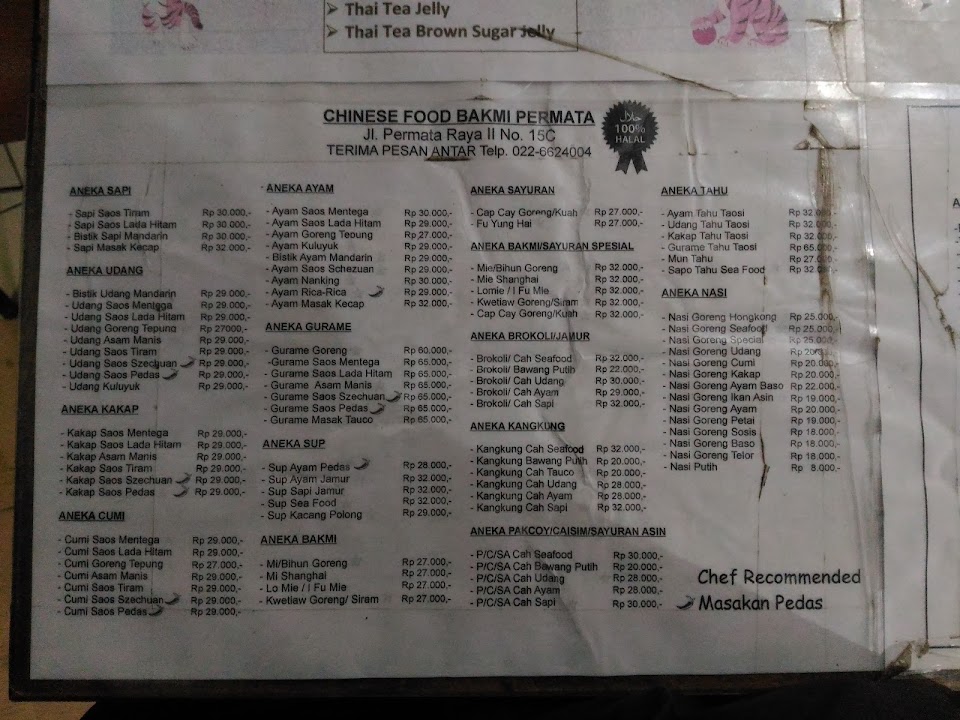 ➢ Thai Tea Jelly
➢ Thai Tea Brown Sugar Jelly
CHINESE FOOD BAKMI PERMATA
Jl. Permata Raya II No. 15C
TERIMA PESAN ANTAR Telp. 022-6624004
حلال
100%
HALAL
ANEKA SAPI
- Sapi Saos Tiram Rp 30.000,-
- Sapi Saos Lada Hitam Rp 30.000,-
- Bistik Sapi Mandarin Rp 30.000,-
- Sapi Masak Kecap Rp 32.000,-
ANEKA UDANG
- Bistik Udang Mandarin Rp 29.000,-
- Udang Saos Mentega Rp 29.000,-
- Udang Saos Lada Hitam Rp 29.000,-
- Udang Goreng Tepung Rp 27000,-
- Udang Asam Manis Rp 29.000,-
- Udang Saos Tiram Rp 29.000,-
- Udang Saos Szechuan Rp 29.000,-
- Udang Saos Pedas Rp 29.000,-
- Udang Kuluyuk Rp 29.000,-
ANEKA KAKAP
- Kakap Saos Mentega Rp 29.000,-
- Kakap Saos Lada Hitam Rp 29.000,-
- Kakap Asam Manis Rp 29.000,-
- Kakap Saos Tiram Rp 29.000,-
- Kakap Saos Szechuan Rp 29.000,-
- Kakap Saos Pedas Rp 29.000,-
ANEKA CUMI
- Cumi Saos Mentega Rp 29.000,-
- Cumi Saos Lada Hitam Rp 29.000,-
- Cumi Goreng Tepung Rp 27.000,-
- Cumi Asam Manis Rp 29.000,-
- Cumi Saos Tiram Rp 29.000,-
- Cumi Saos Szechuan Rp 29.000,-
- Cumi Saos Pedas Rp 29.000,-
ANEKA AYAM
- Ayam Saos Mentega Rp 30.000,-
- Ayam Saos Lada Hitam Rp 29.000,-
- Ayam Goreng Tepung Rp 27.000,-
- Ayam Kuluyuk Rp 29.000,-
- Bistik Ayam Mandarin Rp 29.000,-
- Ayam Saos Schezuan Rp 29.000,-
- Ayam Nanking Rp 30.000,-
- Ayam Rica-Rica Rp 29.000,-
- Ayam Masak Kecap Rp 32.000,-
ANEKA GURAME
- Gurame Goreng Rp 60.000,-
- Gurame Saos Mentega Rp 65.000,-
- Gurame Saos Lada Hitam Rp 65.000,-
- Gurame Asam Manis Rp 65.000,-
- Gurame Saos Szechuan Rp 65.000,-
- Gurame Saos Pedas Rp 65.000,-
- Gurame Masak Tauco Rp 65.000,-
ANEKA SUP
- Sup Ayam Pedas Rp 28.000,-
- Sup Ayam Jamur Rp 32.000,-
- Sup Sapi Jamur Rp 32.000,-
- Sup Sea Food Rp 32.000,-
- Sup Kacang Polong Rp 29.000,-
ANEKA BAKMI
- Mi/Bihun Goreng Rp 27.000,-
- Mi Shanghai Rp 27.000,-
- Lo Mie / I Fu Mie Rp 27.000,-
- Kwetiaw Goreng/ Siram Rp 27.000,-
ANEKA SAYURAN
- Cap Cay Goreng/Kuah Rp 27.000,-
- Fu Yung Hai Rp 27.000,-
ANEKA BAKMI/SAYURAN SPESIAL
- Mie/Bihun Goreng Rp 32.000,-
- Mie Shanghai Rp 32.000,-
- Lomie / I Fu Mie Rp 32.000,-
- Kwetiaw Goreng/Siram Rp 32.000,-
- Cap Cay Goreng/Kuah Rp 32.000,-
ANEKA BROKOLI/JAMUR
- Brokoli/ Cah Seafood Rp 32.000,-
- Brokoli/ Bawang Putih Rp 22.000,-
- Brokoli/ Cah Udang Rp 30.000,-
- Brokoli/ Cah Ayam Rp 29.000,-
- Brokoli/ Cah Sapi Rp 32.000,-
ANEKA KANGKUNG
- Kangkung Cah Seafood Rp 32.000,-
- Kangkung Bawang Putih Rp 20.000,-
- Kangkung Cah Tauco Rp 20.000,-
- Kangkung Cah Udang Rp 28.000,-
- Kangkung Cah Ayam Rp 28.000,-
- Kangkung Cah Sapi Rp 32.000,-
ANEKA PAKCOY/CAISIM/SAYURAN ASIN
- P/C/SA Cah Seafood Rp 30.000,-
- P/C/SA Cah Bawang Putih Rp 20.000,-
- P/C/SA Cah Udang Rp 28.000,-
- P/C/SA Cah Ayam Rp 28.000,-
- P/C/SA Cah Sapi Rp 30.000,-
ANEKA TAHU
- Ayam Tahu Taosi Rp 32.000,-
- Udang Tahu Taosi Rp 32.000,-
- Kakap Tahu Taosi Rp 32.000,-
- Gurame Tahu Taosi Rp 65.000,-
- Mun Tahu Rp 27.000,-
- Sapo Tahu Sea Food Rp 32.000,-
ANEKA NASI
- Nasi Goreng Hongkong Rp 25.000,-
- Nasi Goreng Seafood Rp 25.000,-
- Nasi Goreng Special Rp 25.000,-
- Nasi Goreng Udang Rp
- Nasi Goreng Cumi Rp 20.000,-
- Nasi Goreng Kakap Rp 20.000,-
- Nasi Goreng Ayam Baso Rp 22.000,-
- Nasi Goreng Ikan Asin Rp 19.000,-
- Nasi Goreng Ayam Rp 20.000,-
- Nasi Goreng Petai Rp 19.000,-
- Nasi Goreng Sosis Rp 18.000,-
- Nasi Goreng Baso Rp 18.000,-
- Nasi Goreng Telor Rp 18.000,-
- Nasi Putih Rp 8.000,-
Chef Recommended
Masakan Pedas